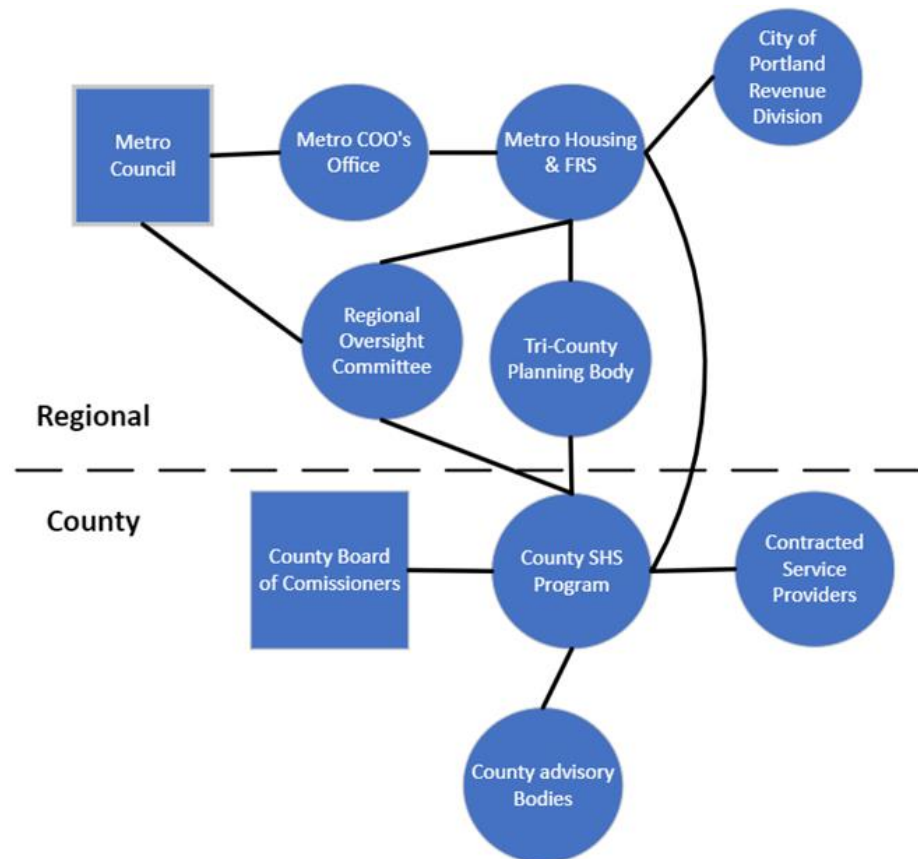 City of
Portland
Revenue
Division
Metro
Council
Metro COO's
Office
Metro Housing
& FRS
Regional
Oversight
Committee
Tri-County
Planning Body
Regional
County
County Board
of Comissioners
County SHS
Program
Contracted
Service
Providers
County advisory
Bodies